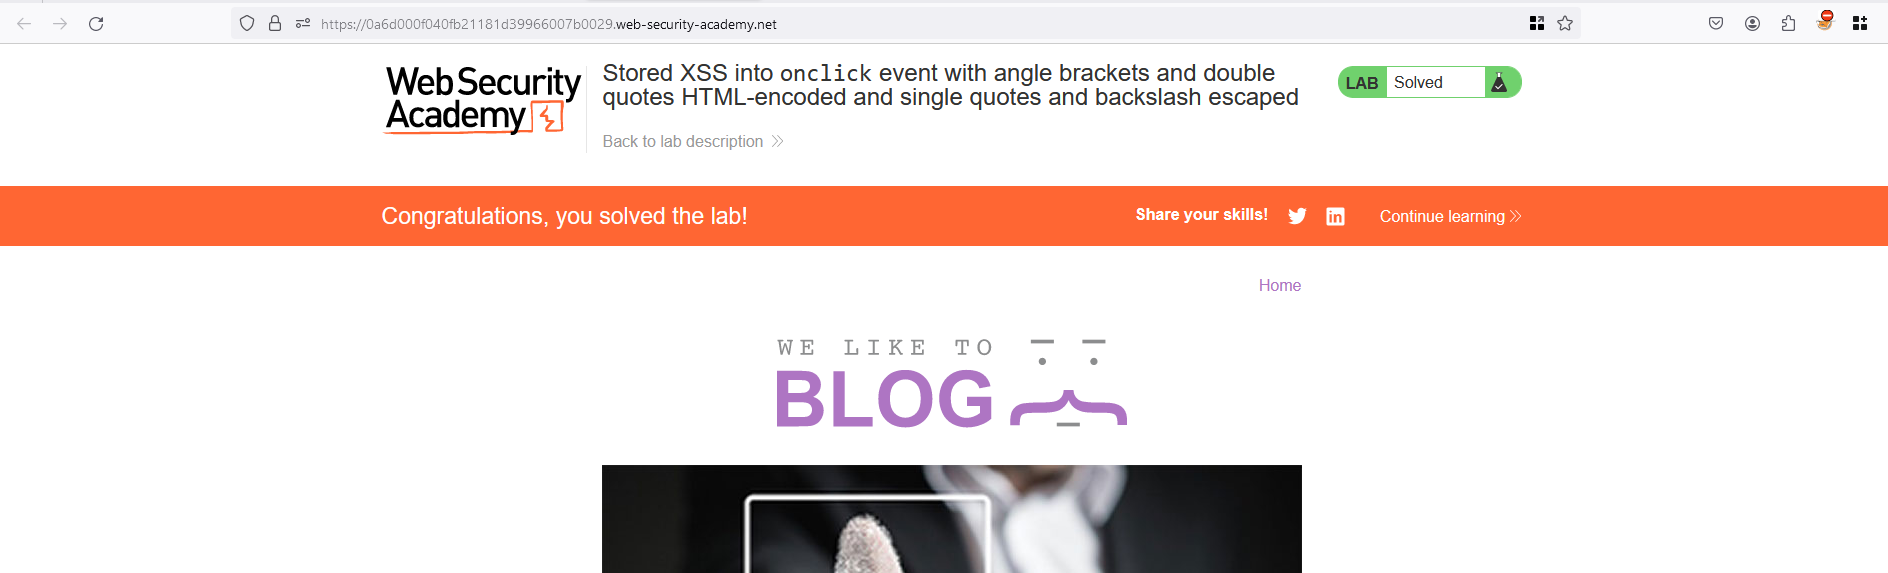 https://0a6d000f040fb21181d39966007b0029.web-security-academy.net
Web Security
Academy
Stored XSS into onclick event with angle brackets and double
quotes HTML-encoded and single quotes and backslash escaped
LAB Solved
Back to lab description
Congratulations, you solved the lab!
Share your skills!
Continue learning
Home
WE LIKE TO
BLOG